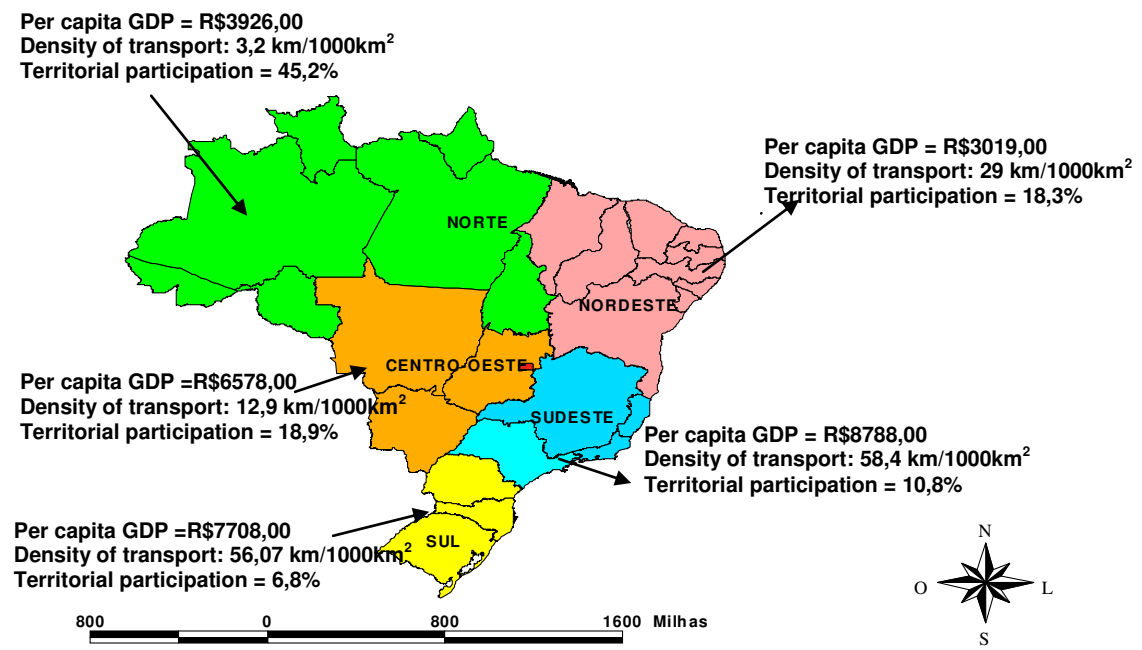 Per capita GDP = R$3926,00
Density of transport: 3,2 km/1000km²
Territorial participation = 45,2%
Per capita GDP = R$3019,00
Density of transport: 29 km/1000km²
Territorial participation = 18,3%
NORTE
NORDESTE
CENTRO-OESTE
Per capita GDP =R$6578,00
Density of transport: 12,9 km/1000km²
Territorial participation = 18,9%
SUDESTE
Per capita GDP = R$8788,00
Density of transport: 58,4 km/1000km²
Territorial participation = 10,8%
Per capita GDP =R$7708,00
Density of transport: 56,07 km/1000km²
Territorial participation = 6,8%
SUL
N
O L
S
800 0 800 1600 Milhas